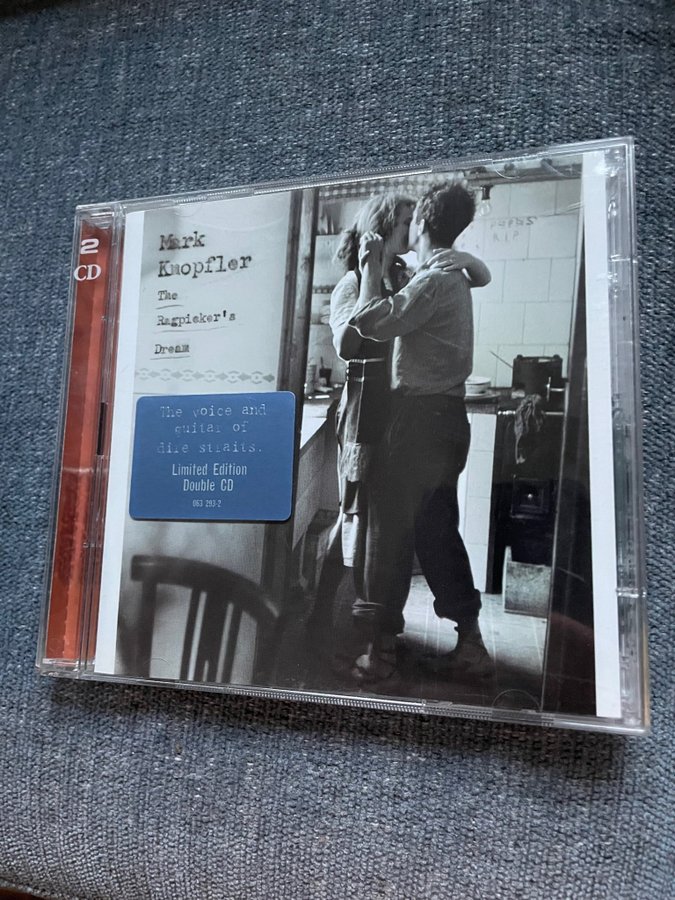 2
CD
Mark
Knopfler
The
Ragpicker's
Dream
The voice and
guitar of
dire straits.
Limited Edition
Double CD
063 293-2
R.I.P.